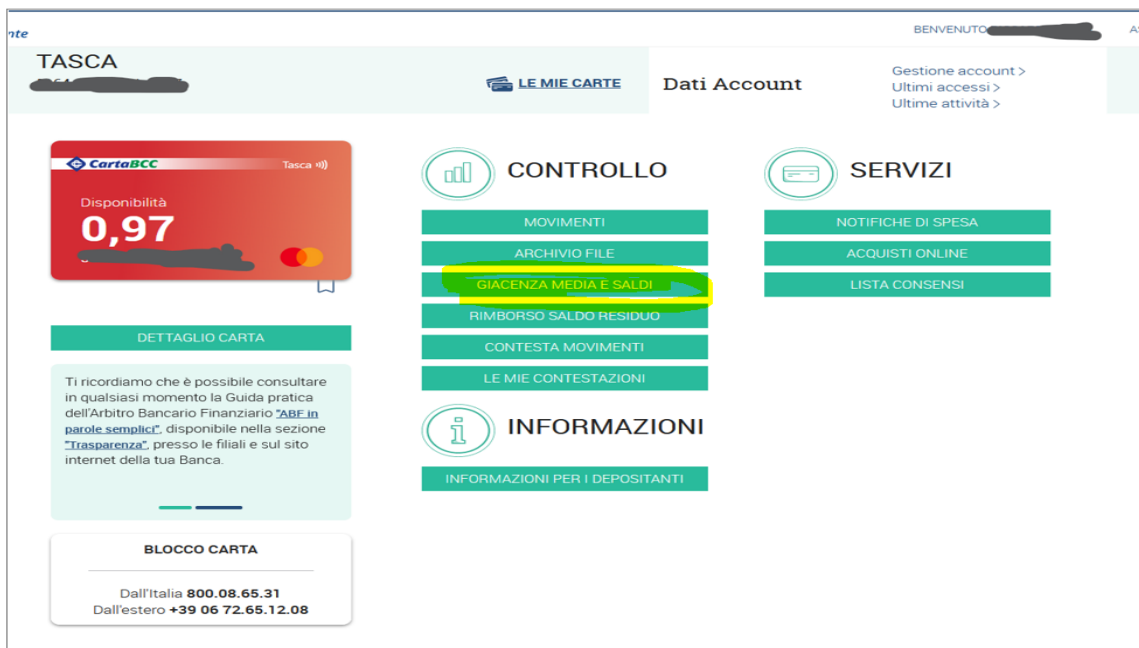 nte
BENVENUTO
TASCA
LE MIE CARTE
Dati Account
Gestione account >
Ultimi accessi >
Ultime attività >
CartaBCC
Tasca
Disponibilità
0,97
DETTAGLIO CARTA
Ti ricordiamo che è possibile consultare
in qualsiasi momento la Guida pratica
dell'Arbitro Bancario Finanziario "ABF in
parole semplici", disponibile nella sezione
"Trasparenza", presso le filiali e sul sito
internet della tua Banca.
BLOCCO CARTA
Dall'Italia 800.08.65.31
Dall'estero +39 06 72.65.12.08
CONTROLLO
MOVIMENTI
ARCHIVIO FILE
GIACENZA MEDIA E SALDI
RIMBORSO SALDO RESIDUO
CONTESTA MOVIMENTI
LE MIE CONTESTAZIONI
INFORMAZIONI
INFORMAZIONI PER I DEPOSITANTI
SERVIZI
NOTIFICHE DI SPESA
ACQUISTI ONLINE
LISTA CONSENSI